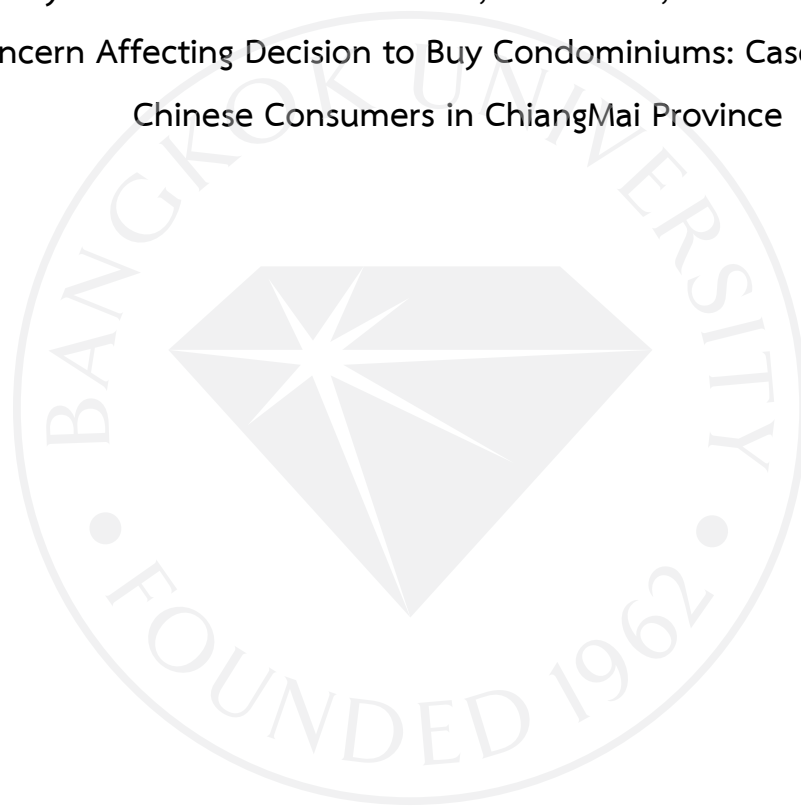 ncern Affecting Decision to Buy Condominiums: Cas
Chinese Consumers in ChiangMai Province
BANGKOK UNIVERSITY
FOUNDED 1962